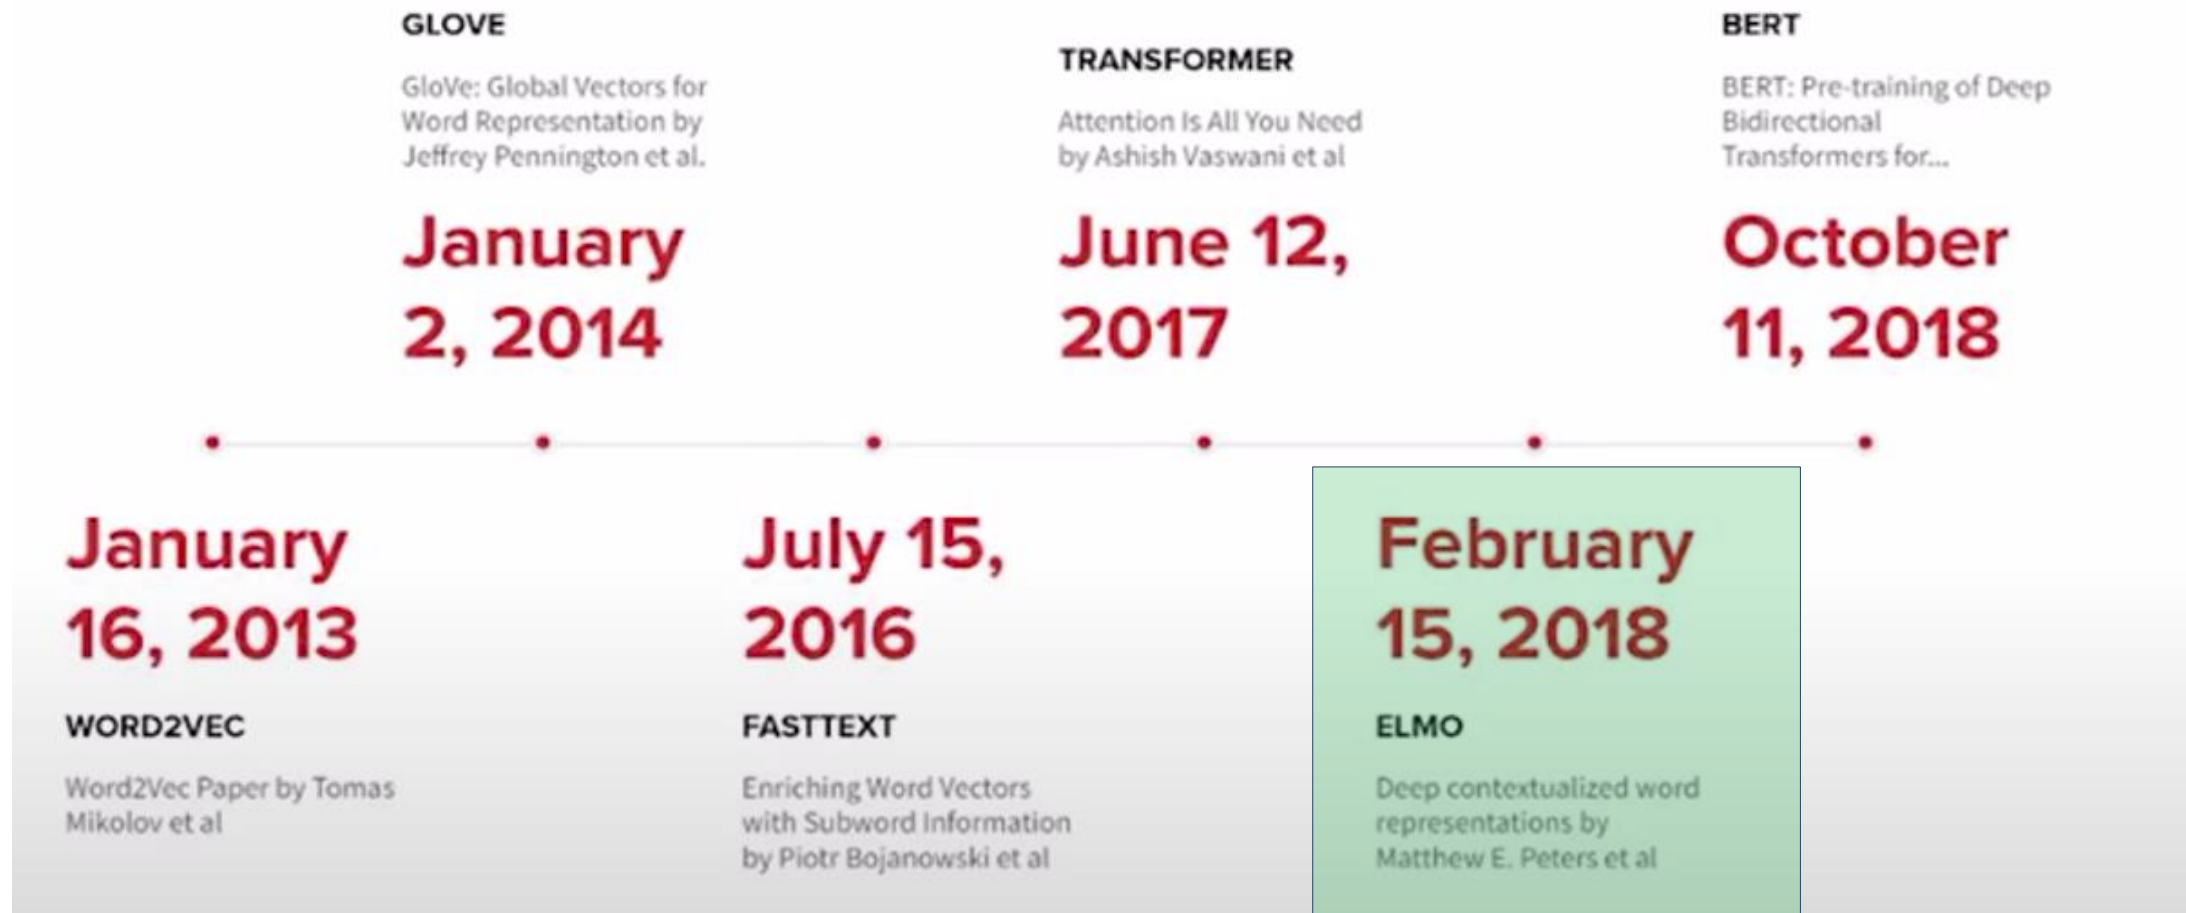 GLOVE
GloVe: Global Vectors for
Word Representation by
Jeffrey Pennington et al.
January
2, 2014
TRANSFORMER
Attention Is All You Need
by Ashish Vaswani et al
June 12,
2017
BERT
BERT: Pre-training of Deep
Bidirectional
Transformers for...
October
11, 2018
January
16, 2013
WORD2VEC
Word2Vec Paper by Tomas
Mikolov et al
July 15,
2016
FASTTEXT
Enriching Word Vectors
with Subword Information
by Piotr Bojanowski et al
February
15, 2018
ELMO
Deep contextualized word
representations by
Matthew E. Peters et al